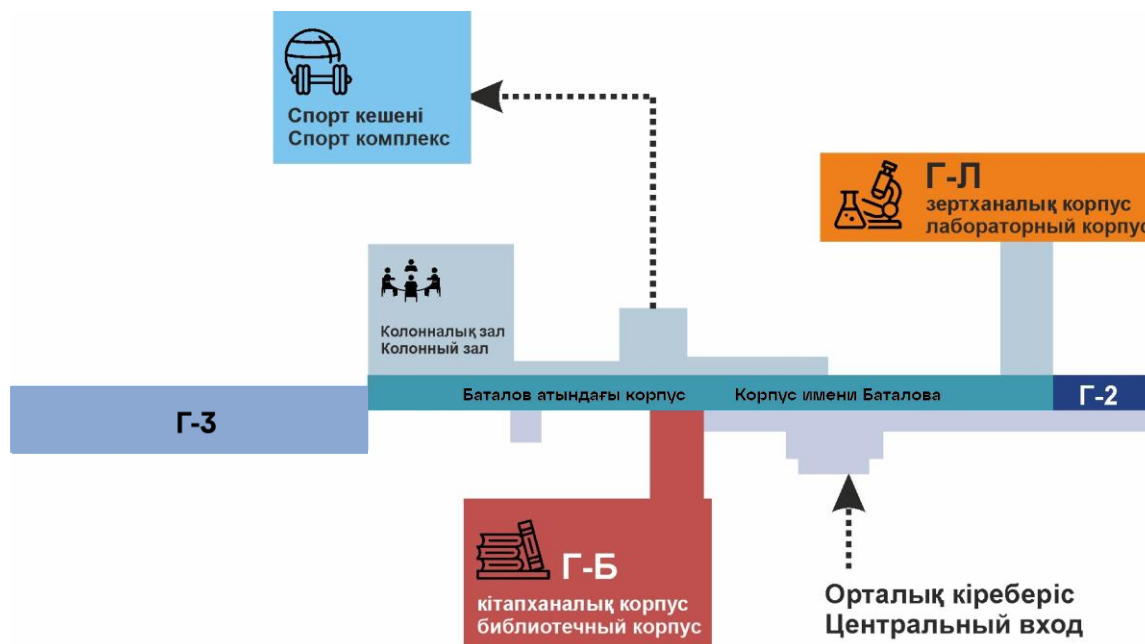 Спорт кешені
Спорт комплекс
Г-Л
зертханалық корпус
лабораторный корпус
Колонналық зал
Колонный зал
Баталов атындағы корпус
Корпус имени Баталова
Г-2
Г-3
Г-Б
кітапханалық корпус
библиотечный корпус
Орталық кіреберіс
Центральный вход